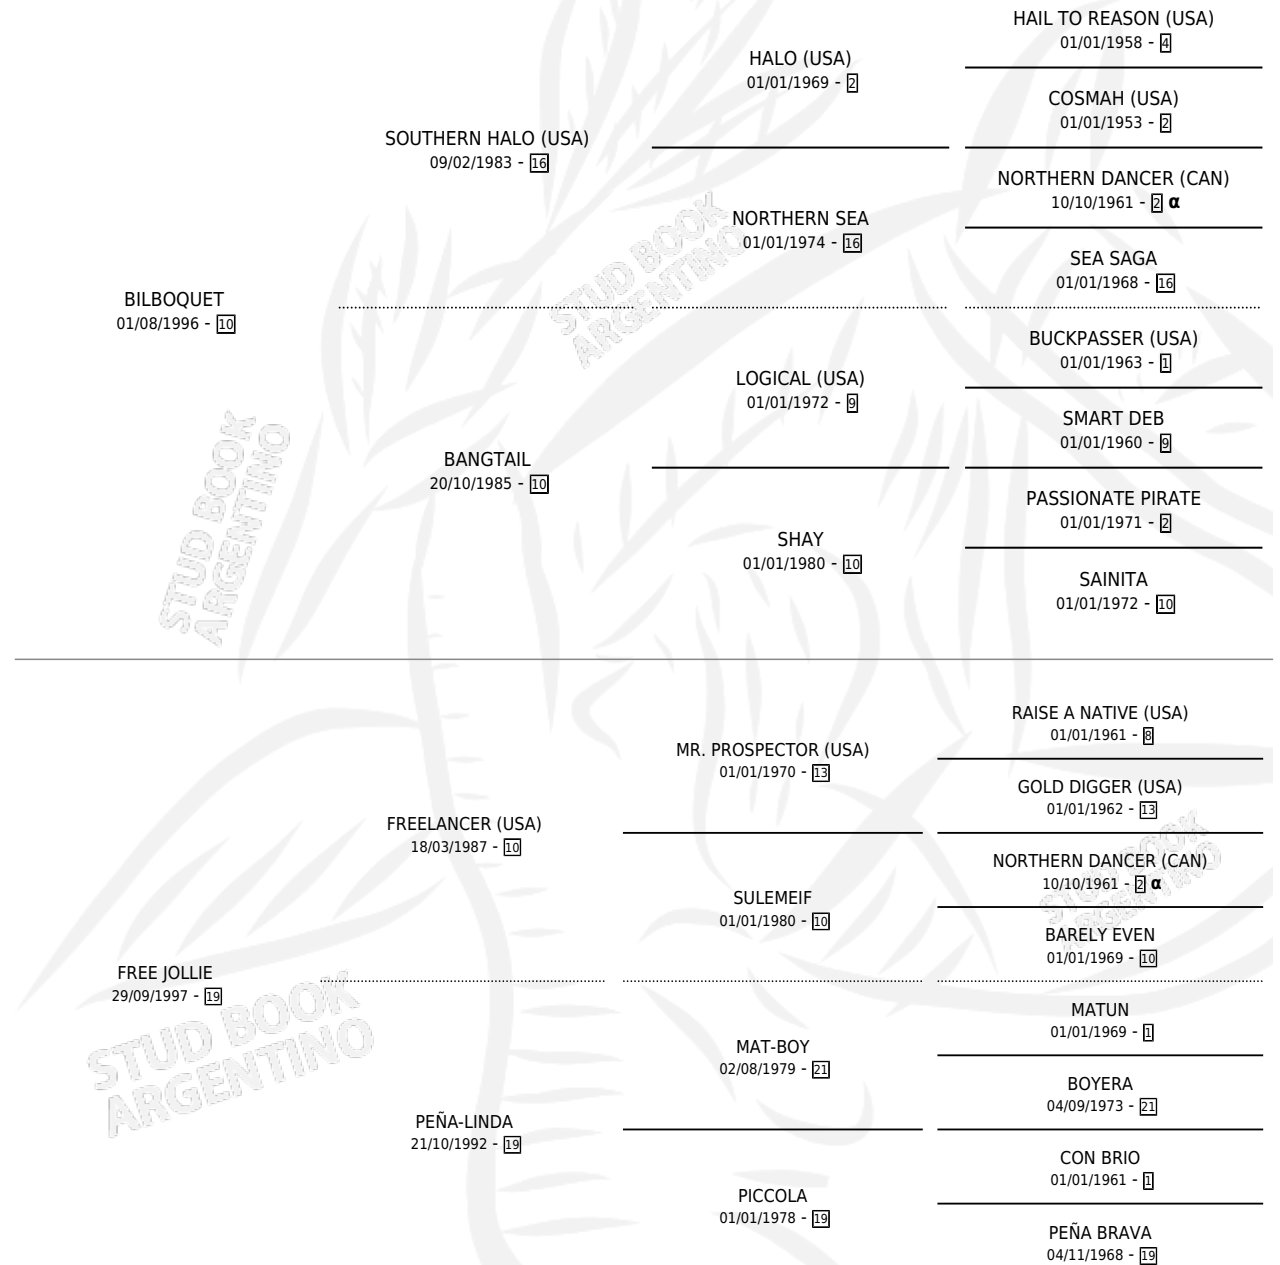 HAIL TO REASON (USA)
01/01/1958 - 4
HALO (USA)
01/01/1969 - 2
COSMAH (USA)
01/01/1953 - 2
SOUTHERN HALO (USA)
09/02/1983 - 16
NORTHERN DANCER (CAN)
10/10/1961 - 2 α
NORTHERN SEA
01/01/1974 - 16
SEA SAGA
01/01/1968 - 16
BILBOQUET
01/08/1996 - 10
BUCKPASSER (USA)
01/01/1963 - 1
LOGICAL (USA)
01/01/1972 - 9
SMART DEB
01/01/1960 - 9
BANGTAIL
20/10/1985 - 10
PASSIONATE PIRATE
01/01/1971 - 2
SHAY
01/01/1980 - 10
SAINITA
01/01/1972 - 10
STUD BOOK
ARGENTINO
STUD BOOK
ARGENTINO
RAISE A NATIVE (USA)
01/01/1961 - 8
MR. PROSPECTOR (USA)
01/01/1970 - 13
GOLD DIGGER (USA)
01/01/1962 - 13
FREELANCER (USA)
18/03/1987 - 10
NORTHERN DANCER (CAN)
10/10/1961 - 2 α
SULEMEIF
01/01/1980 - 10
BARELY EVEN
01/01/1969 - 10
FREE JOLLIE
29/09/1997 - 19
MATUN
01/01/1969 - 1
MAT-BOY
02/08/1979 - 21
BOYERA
04/09/1973 - 21
PEÑA-LINDA
21/10/1992 - 19
CON BRIO
01/01/1961 - 1
PICCOLA
01/01/1978 - 19
PEÑA BRAVA
04/11/1968 - 19
STUD BOOK
ARGENTINO
STUD BOOK
ARGENTINO